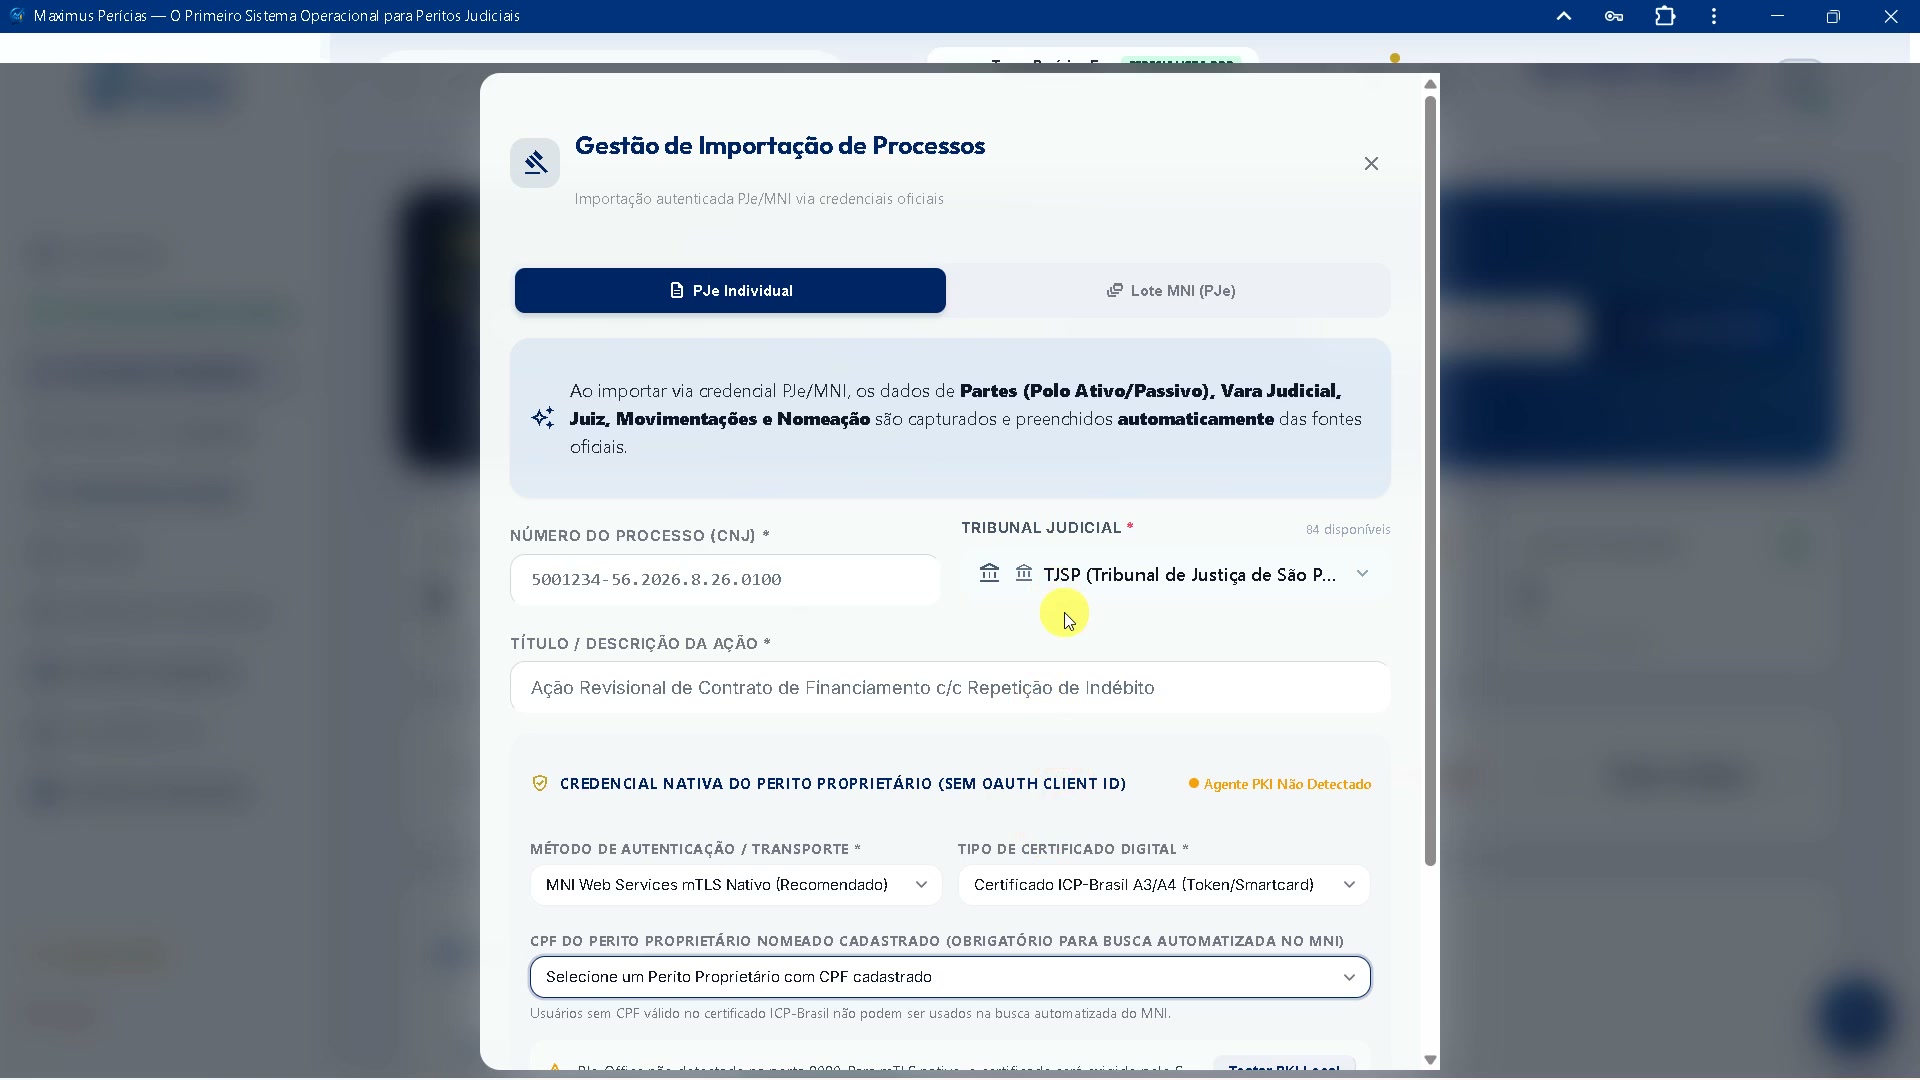 Maximus Perícias — O Primeiro Sistema Operacional para Peritos Judiciais
Gestão de Importação de Processos
Importação autenticada PJe/MNI via credenciais oficiais
PJe Individual
Lote MNI (PJe)
Ao importar via credencial PJe/MNI, os dados de Partes (Polo Ativo/Passivo), Vara Judicial,
Juiz, Movimentações e Nomeação são capturados e preenchidos automaticamente das fontes
oficiais.
NÚMERO DO PROCESSO (CNJ) *
5001234-56.2026.8.26.0100
TRIBUNAL JUDICIAL *
84 disponíveis
TJSP (Tribunal de Justiça de São P...
TÍTULO / DESCRIÇÃO DA AÇÃO *
Ação Revisional de Contrato de Financiamento c/c Repetição de Indébito
CREDENCIAL NATIVA DO PERITO PROPRIETÁRIO (SEM OAUTH CLIENT ID)
Agente PKI Não Detectado
MÉTODO DE AUTENTICAÇÃO / TRANSPORTE *
MNI Web Services mTLS Nativo (Recomendado)
TIPO DE CERTIFICADO DIGITAL *
Certificado ICP-Brasil A3/A4 (Token/Smartcard)
CPF DO PERITO PROPRIETÁRIO NOMEADO CADASTRADO (OBRIGATÓRIO PARA BUSCA AUTOMATIZADA NO MNI)
Selecione um Perito Proprietário com CPF cadastrado
Usuários sem CPF válido no certificado ICP-Brasil não podem ser usados na busca automatizada do MNI.